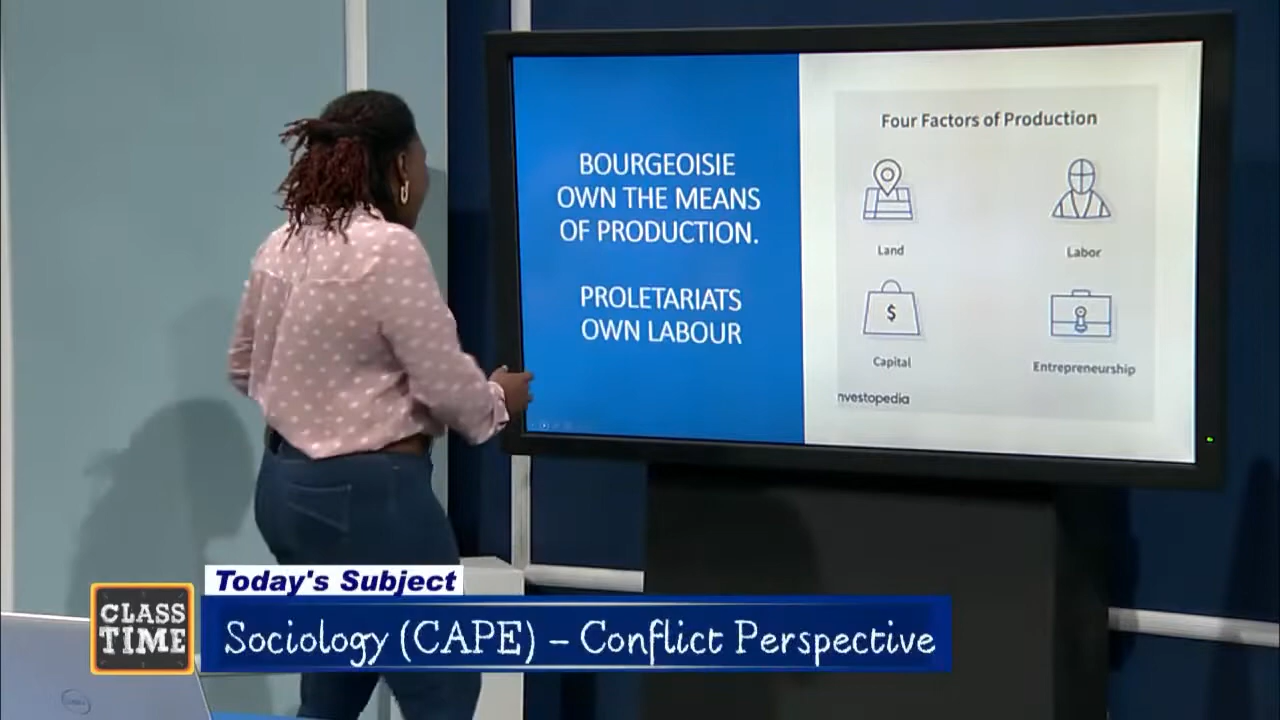 BOURGEOISIE
OWN THE MEANS
OF PRODUCTION.
PROLETARIATS
OWN LABOUR
Four Factors of Production
Land
Labor
$
Capital
Entrepreneurship
nvestopedia
Today's Subject
CLASS
TIME
Sociology (CAPE) – Conflict Perspective